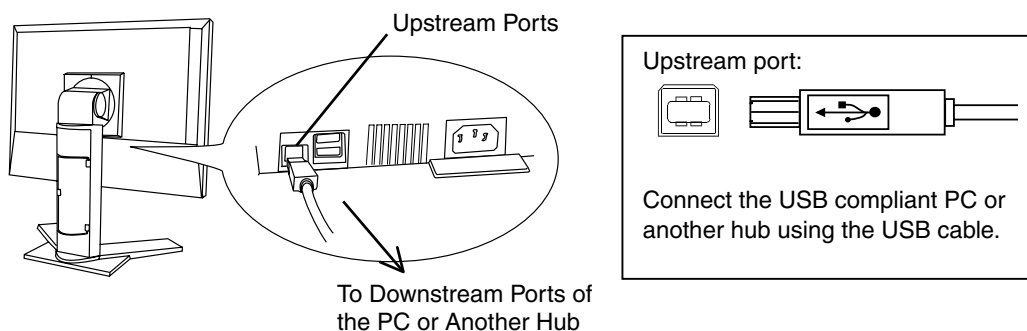 Upstream Ports
To Downstream Ports of
the PC or Another Hub
Upstream port:
Connect the USB compliant PC or
another hub using the USB cable.